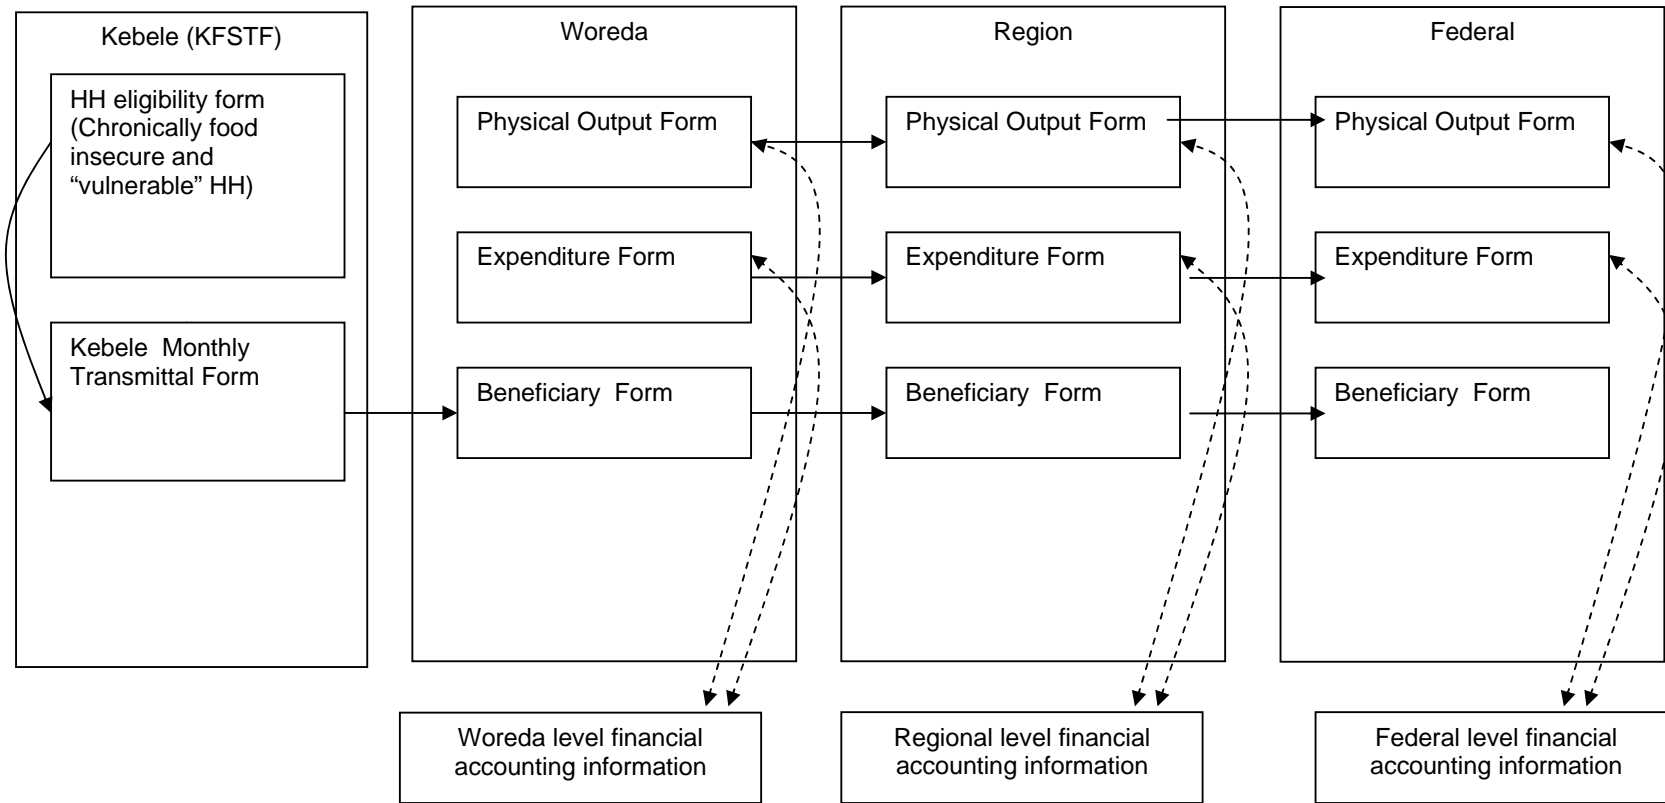 Kebele (KFSTF)
HH eligibility form
(Chronically food
insecure and
“vulnerable” HH)
Kebele  Monthly
Transmittal Form
Woreda
Physical Output Form
Expenditure Form
Beneficiary  Form
Region
Physical Output Form
Expenditure Form
Beneficiary  Form
Federal
Physical Output Form
Expenditure Form
Beneficiary  Form
Woreda level financial
accounting information
Regional level financial
accounting information
Federal level financial
accounting information